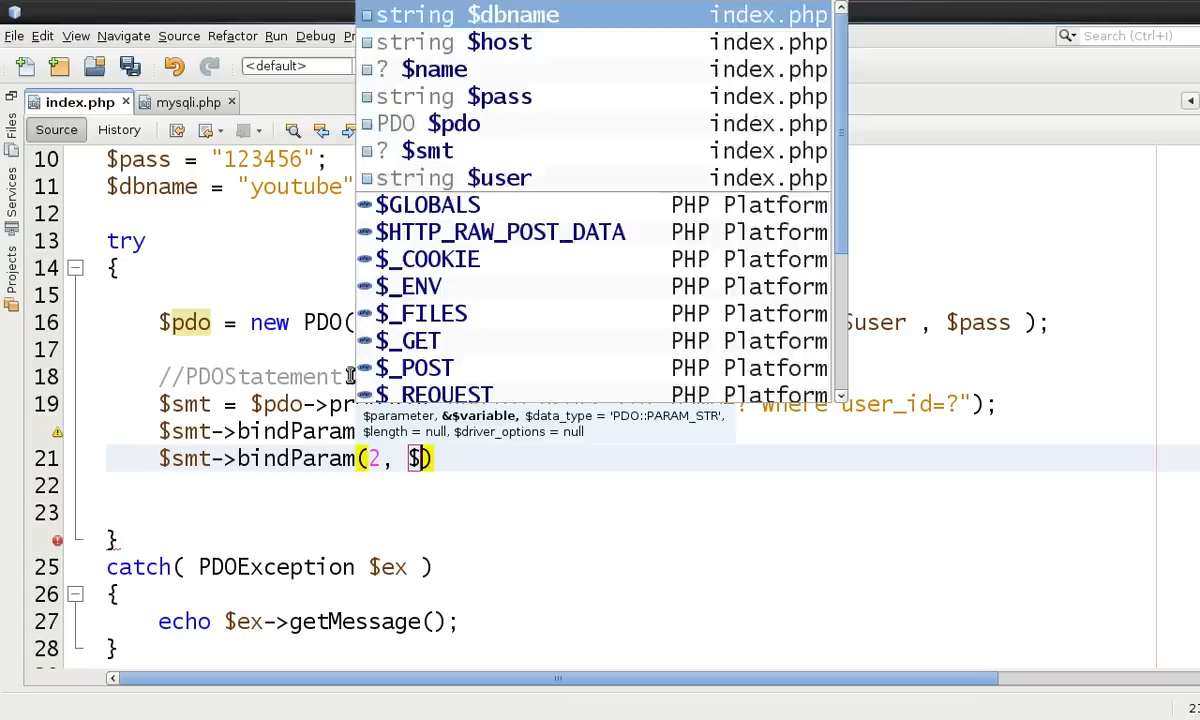 string $dbname index.php
File Edit View Navigate Source Refactor Run Debug
string $host index.php
Search (Ctrl+I)
<default>
? $name index.php
index.php × mysqli.php ×
string $pass index.php
Source History
PDO $pdo index.php
Files
10 $pass = "123456";
? $smt index.php
11 $dbname = "youtube"
string $user index.php
Services
12
$GLOBALS PHP Platform
13 try
$HTTP_RAW_POST_DATA PHP Platform
Projects
14 {
$_COOKIE PHP Platform
15
$_ENV PHP Platform
16 $pdo = new PDO( $user , $pass );
$_FILES PHP Platform
17
$_GET PHP Platform
18 //PDOStatement
$_POST PHP Platform
$_REQUEST PHP Platform
19 $smt = $pdo-> where user_id=?");
$parameter, &$variable, $data_type = 'PDO::PARAM_STR',
$length = null, $driver_options = null
$smt->bindParam
21 $smt->bindParam(2, $)
22
23
}
25 catch( PDOException $ex )
26 {
27 echo $ex->getMessage();
28 }